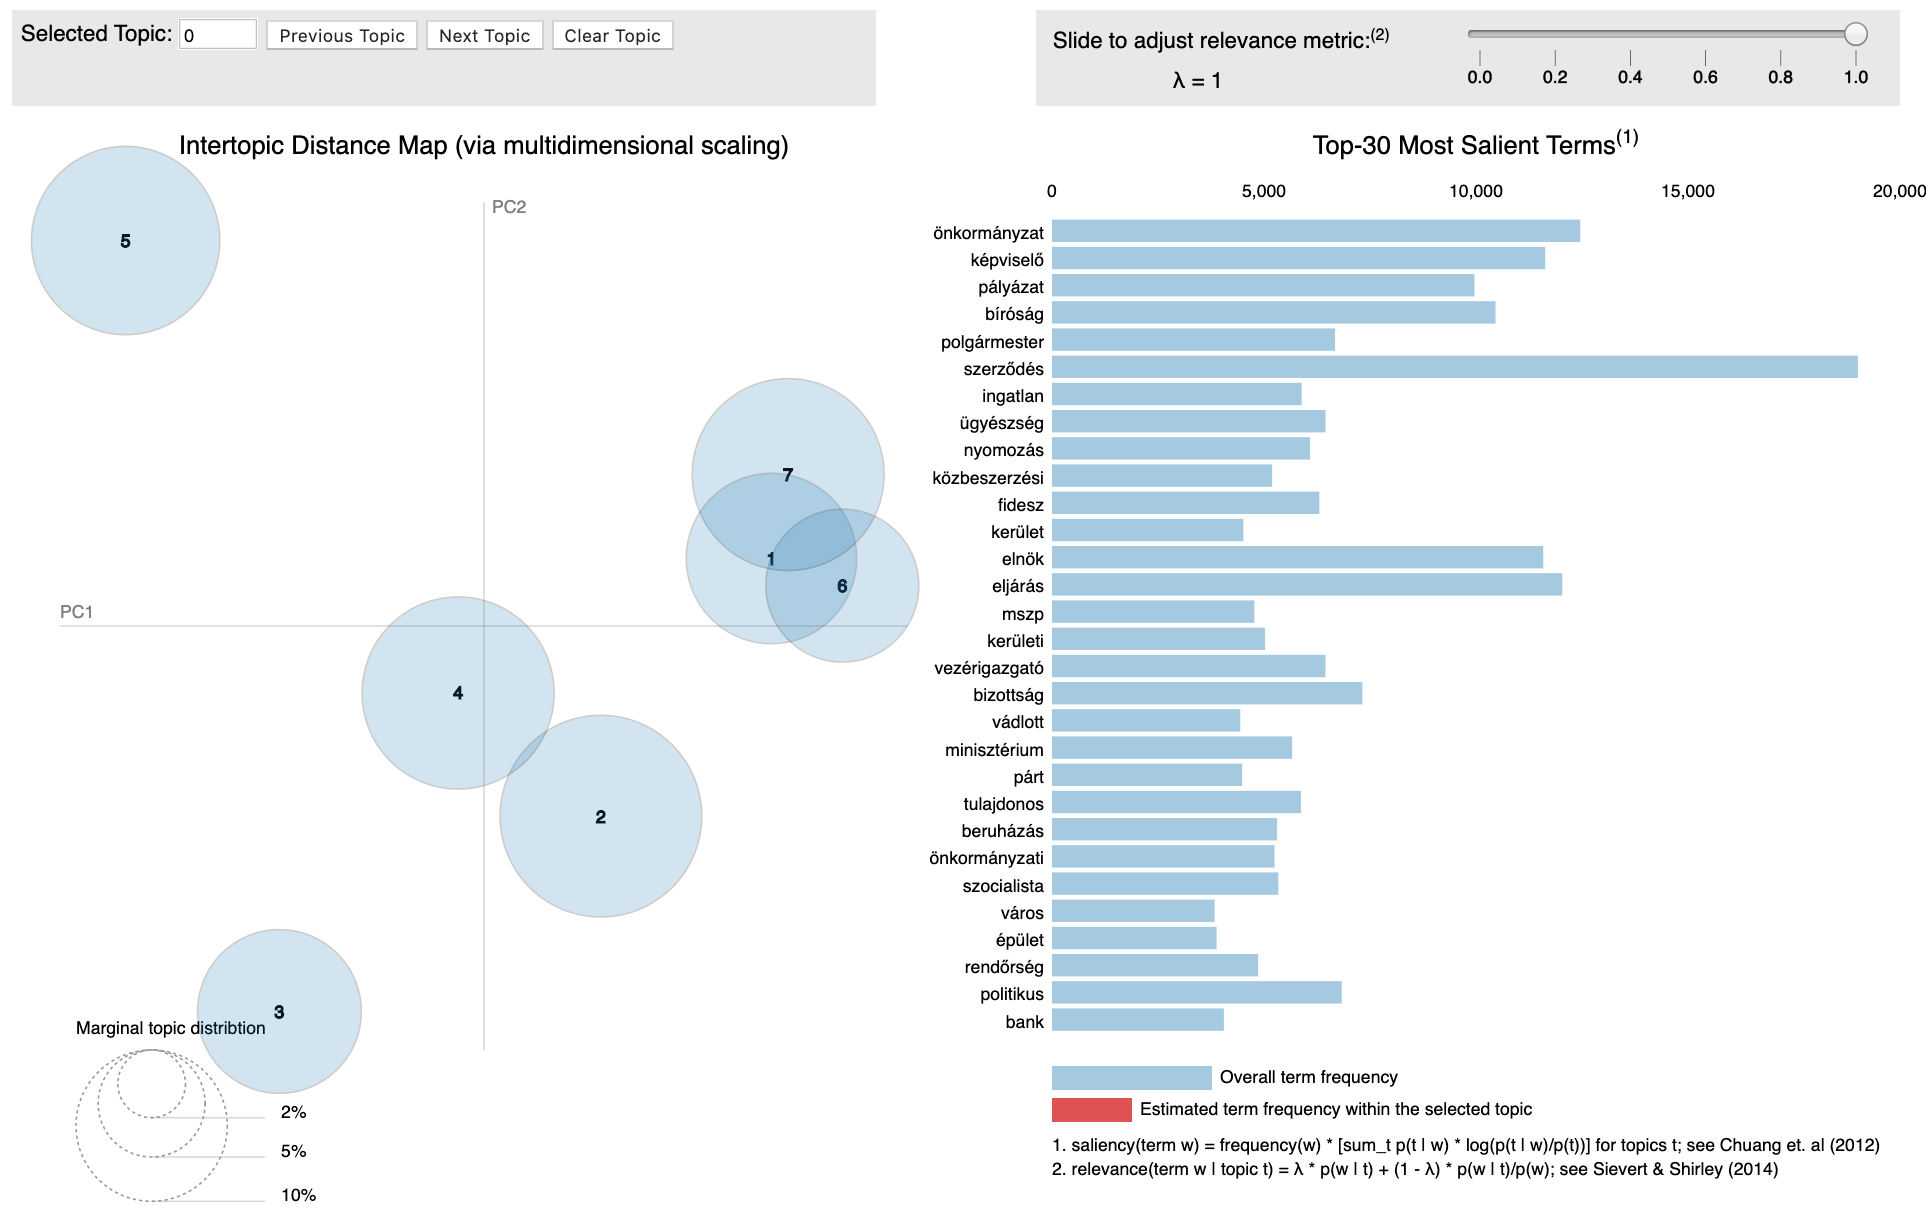 Selected Topic: 0 Previous Topic Next Topic Clear Topic
Slide to adjust relevance metric:(2)
λ = 1
0.0 0.2 0.4 0.6 0.8 1.0
Intertopic Distance Map (via multidimensional scaling)
PC2
PC1
5
7
1
6
4
2
3
Marginal topic distribtion
2%
5%
10%
Top-30 Most Salient Terms(1)
0 5,000 10,000 15,000 20,000
önkormányzat
képviselő
pályázat
bíróság
polgármester
szerződés
ingatlan
ügyészség
nyomozás
közbeszerzési
fidesz
kerület
elnök
eljárás
mszp
kerületi
vezérigazgató
bizottság
vádlott
minisztérium
párt
tulajdonos
beruházás
önkormányzati
szocialista
város
épület
rendőrség
politikus
bank
Overall term frequency
Estimated term frequency within the selected topic
1. saliency(term w) = frequency(w) * [sum_t p(t | w) * log(p(t | w)/p(t))] for topics t; see Chuang et. al (2012)
2. relevance(term w | topic t) = λ * p(w | t) + (1 - λ) * p(w | t)/p(w); see Sievert & Shirley (2014)